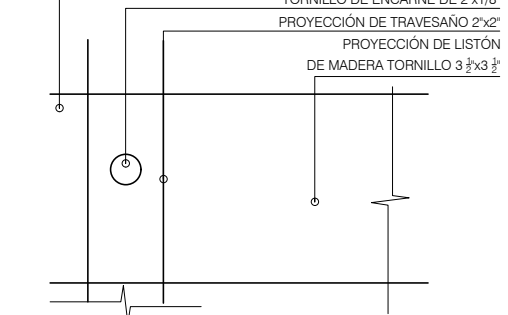 TORNILLO DE ENCARNE DE 2"x1/8"
PROYECCIÓN DE TRAVESAÑO 2"x2"
PROYECCIÓN DE LISTÓN
DE MADERA TORNILLO 3 ½"x3 ½"